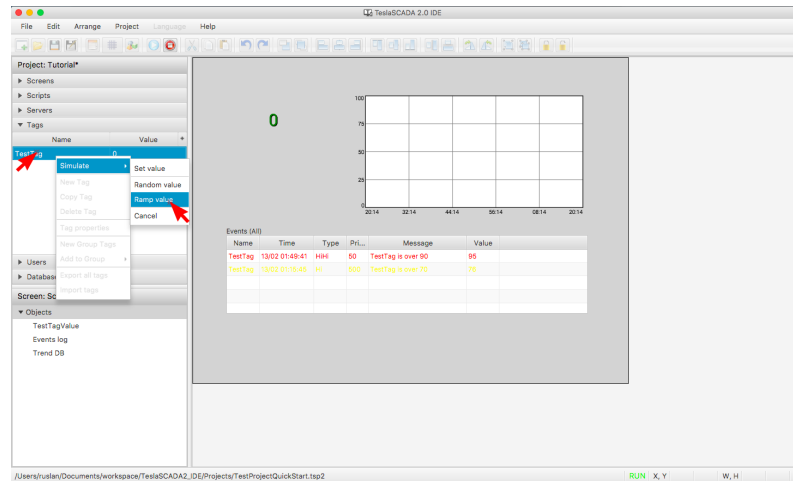 TeslaSCADA 2.0 IDE
File Edit Arrange Project Language Help
Project: Tutorial*
Screens
Scripts
Servers
Tags
Name Value +
TestTag 0
Simulate
New Tag
Copy Tag
Delete Tag
Tag properties
New Group Tags
Add to Group
Export all tags
Import tags
Set value
Random value
Ramp value
Cancel
Users
Databas
Screen: Sc
Objects
TestTagValue
Events log
Trend DB
0
100
75
50
25
0
20:14 32:14 44:14 56:14 08:14 20:14
Events (All)
Name Time Type Pri... Message Value
TestTag 13/02 01:49:41 HiHi 50 TestTag is over 90 95
TestTag Hi TestTag is over
/Users/ruslan/Documents/workspace/TeslaSCADA2_IDE/Projects/TestProjectQuickStart.tsp2
RUN X, Y W, H